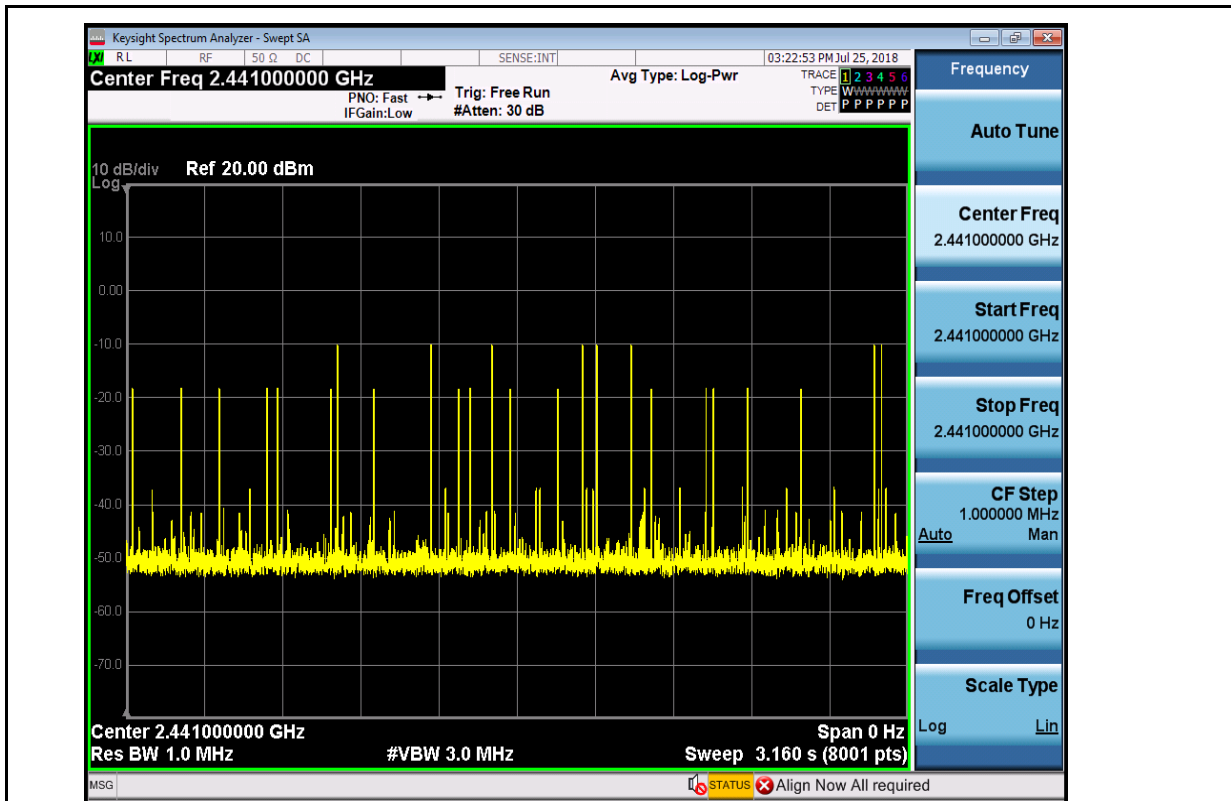 Keysight Spectrum Analyzer - Swept SA
LXI RL RF 50 Ω DC SENSE:INT 03:22:53 PM Jul 25, 2018
Center Freq 2.441000000 GHz
PNO: Fast
IFGain:Low
Trig: Free Run
#Atten: 30 dB
Avg Type: Log-Pwr
TRACE 1 2 3 4 5 6
TYPE WWWWWW
DET P P P P P P
10 dB/div Ref 20.00 dBm
Log
10.0
0.00
-10.0
-20.0
-30.0
-40.0
-50.0
-60.0
-70.0
Center 2.441000000 GHz Span 0 Hz
Res BW 1.0 MHz #VBW 3.0 MHz Sweep 3.160 s (8001 pts)
MSG STATUS Align Now All required
Frequency
Auto Tune
Center Freq
2.441000000 GHz
Start Freq
2.441000000 GHz
Stop Freq
2.441000000 GHz
CF Step
1.000000 MHz
Auto Man
Freq Offset
0 Hz
Scale Type
Log Lin